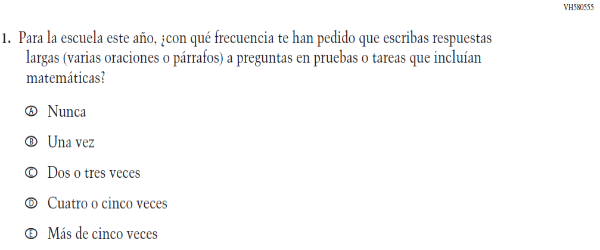 VH580555
1. Para la escuela este año, ¿con qué frecuencia te han pedido que escribas respuestas
largas (varias oraciones o párrafos) a preguntas en pruebas o tareas que incluían
matemáticas?
Ⓐ Nunca
Ⓑ Una vez
Ⓒ Dos o tres veces
Ⓓ Cuatro o cinco veces
Ⓔ Más de cinco veces